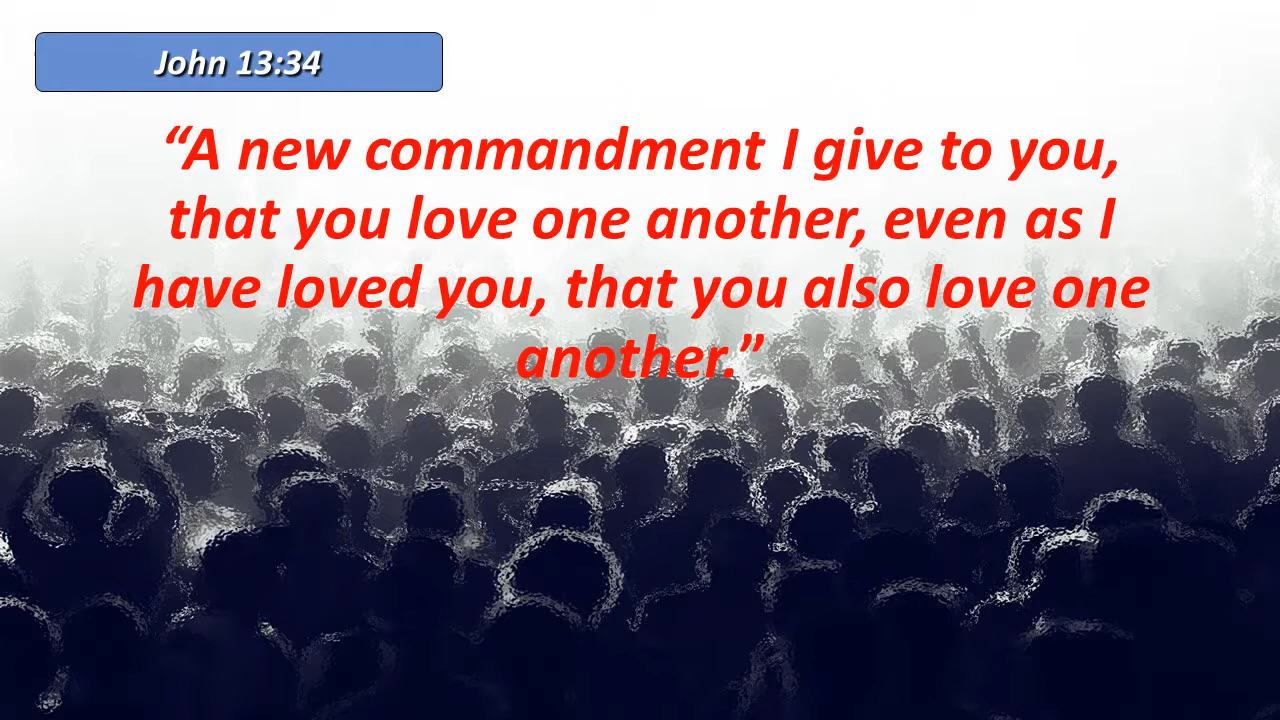 John 13:34
“A new commandment I give to you,
that you love one another, even as I
have loved you, that you also love one
another.”